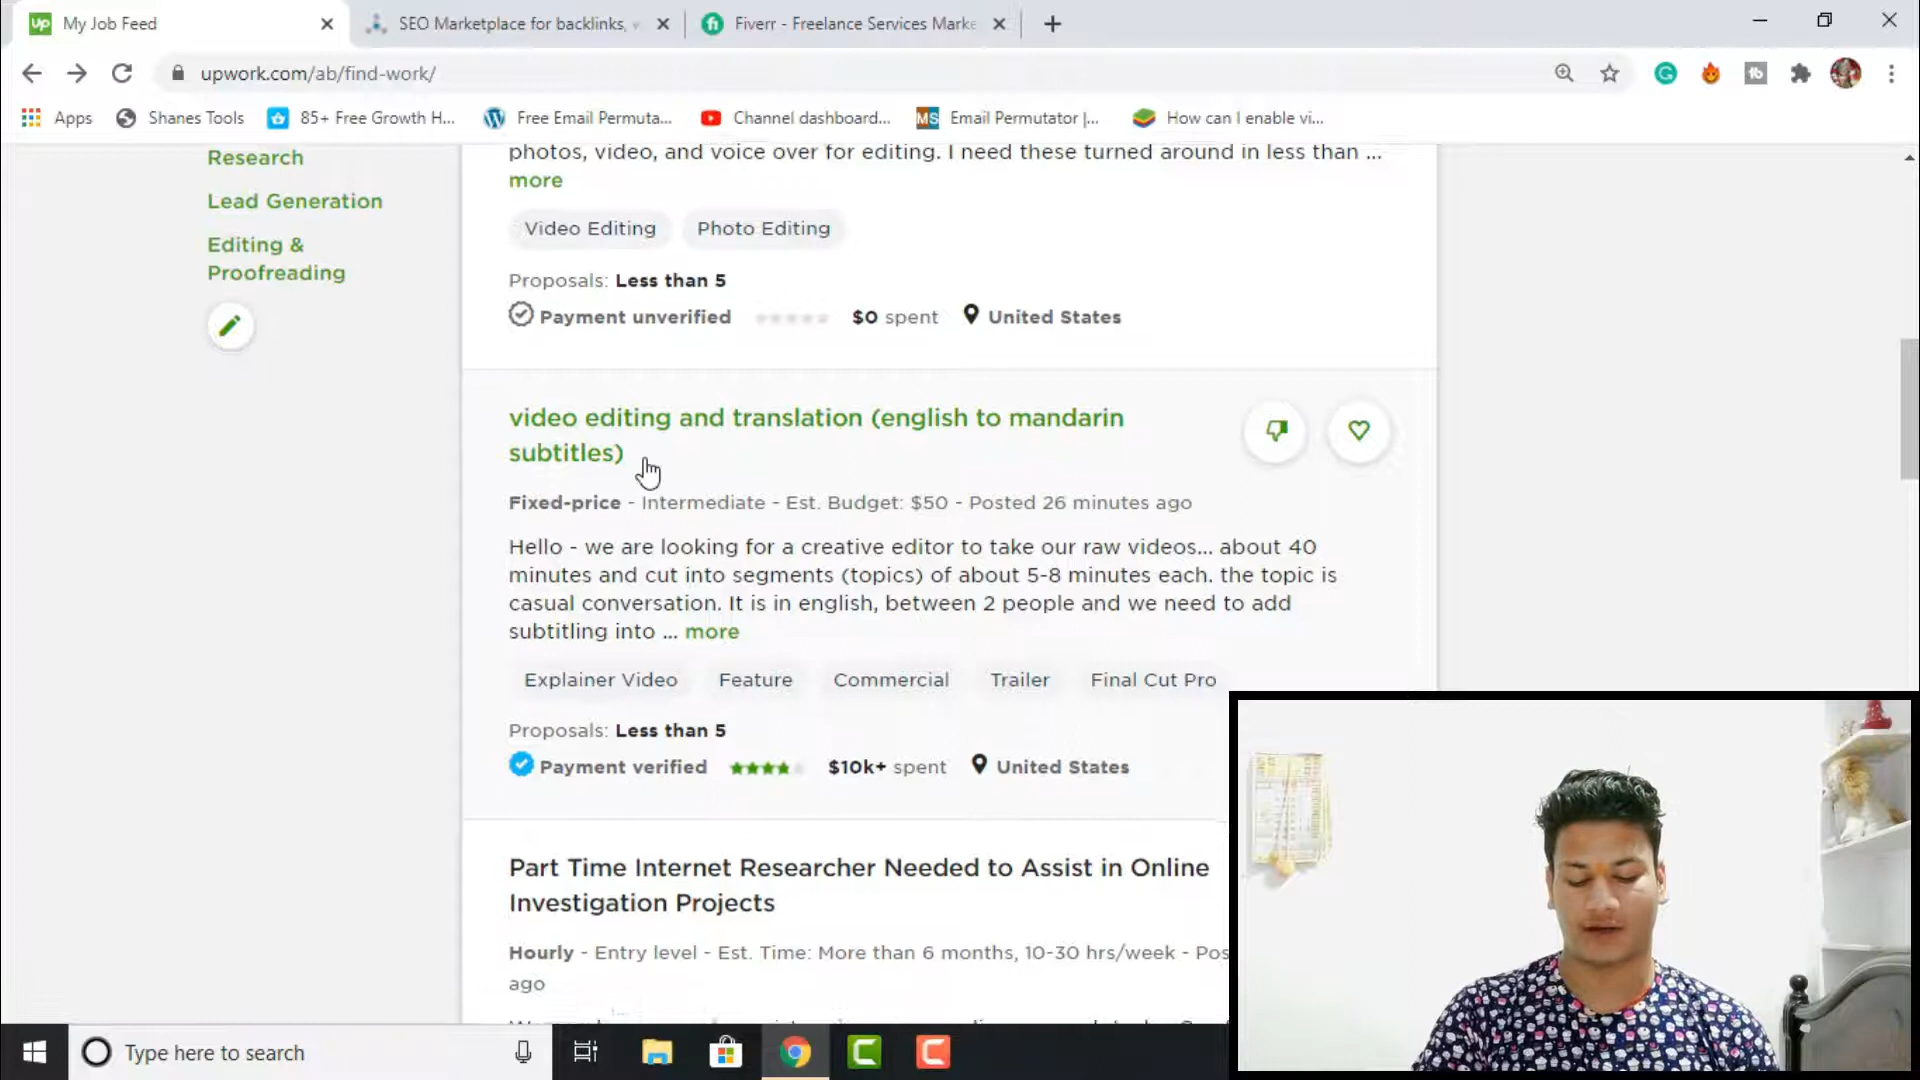 My Job Feed
SEO Marketplace for backlinks,
Fiverr - Freelance Services Marke
upwork.com/ab/find-work/
Apps
Shanes Tools
85+ Free Growth H...
Free Email Permuta...
Channel dashboard...
MS
Email Permutator |...
How can I enable vi...
Research
Lead Generation
Editing &
Proofreading
photos, video, and voice over for editing. I need these turned around in less than ...
more
Video Editing
Photo Editing
Proposals: Less than 5
Payment unverified
$0 spent
United States
video editing and translation (english to mandarin
subtitles)
Fixed-price - Intermediate - Est. Budget: $50 - Posted 26 minutes ago
Hello - we are looking for a creative editor to take our raw videos... about 40
minutes and cut into segments (topics) of about 5-8 minutes each. the topic is
casual conversation. It is in english, between 2 people and we need to add
subtitling into ... more
Explainer Video
Feature
Commercial
Trailer
Final Cut Pro
Proposals: Less than 5
Payment verified
$10k+ spent
United States
Part Time Internet Researcher Needed to Assist in Online
Investigation Projects
Hourly - Entry level - Est. Time: More than 6 months, 10-30 hrs/week - Pos
ago
Type here to search